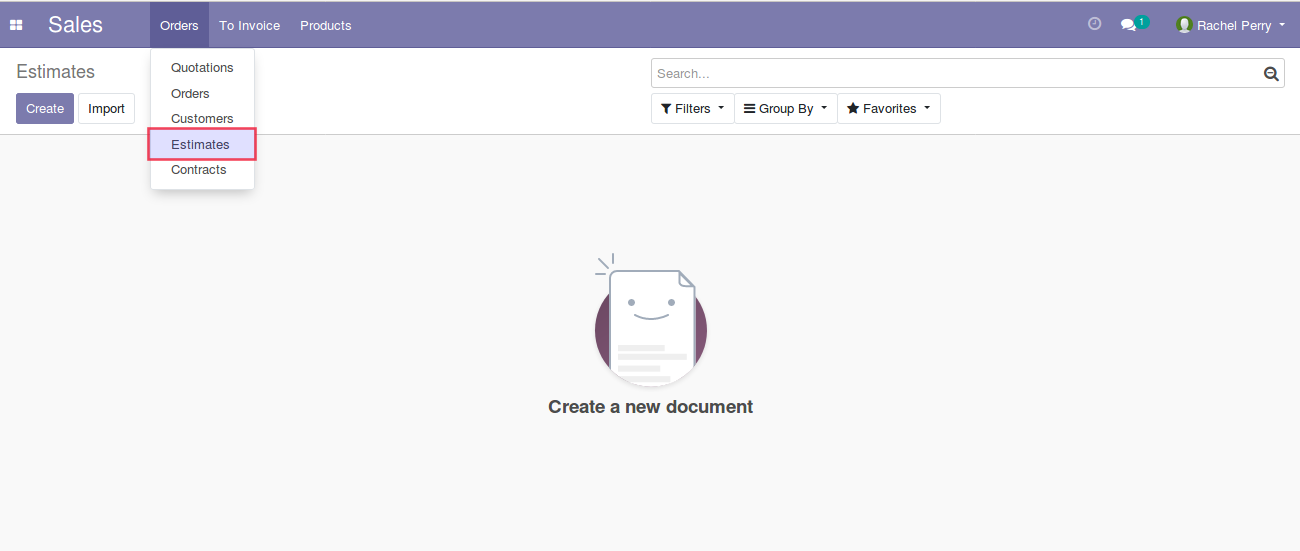 Sales Orders To Invoice Products 1 Rachel Perry
Estimates
Search...
Create Import
Filters Group By Favorites
Quotations
Orders
Customers
Estimates
Contracts
Create a new document